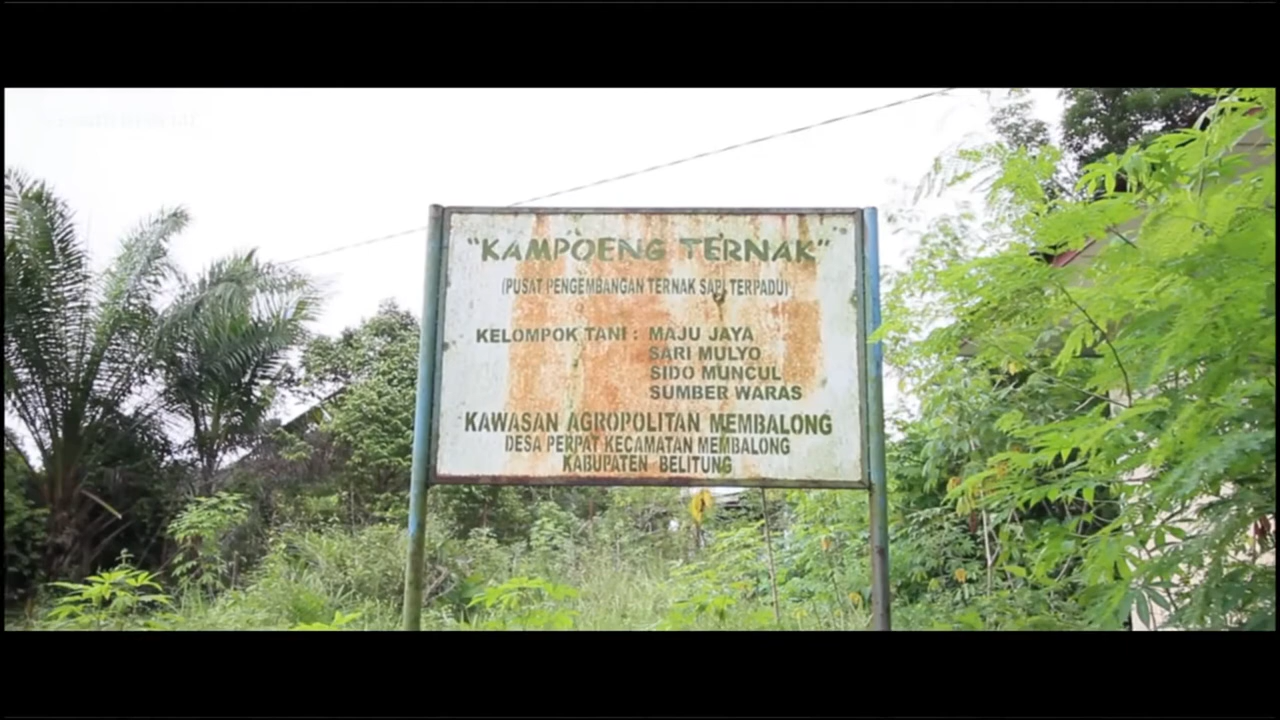 "KAMPOENG TERNAK"
(PUSAT PENGEMBANGAN TERNAK SAPI TERPADU)
KELOMPOK TANI : MAJU JAYA
SARI MULYO
SIDO MUNCUL
SUMBER WARAS
KAWASAN AGROPOLITAN MEMBALONG
DESA PERPAT KECAMATAN MEMBALONG
KABUPATEN BELITUNG